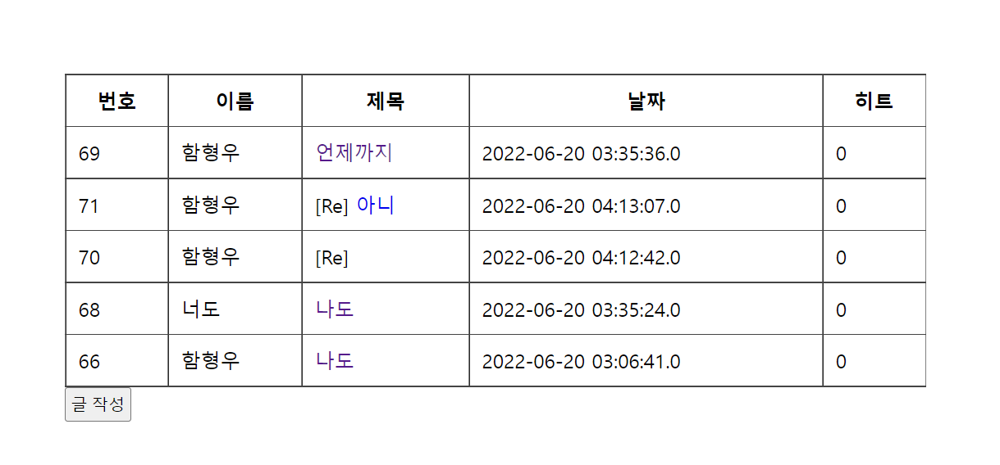 번호 이름 제목 날짜 히트
69 함형우 언제까지 2022-06-20 03:35:36.0 0
71 함형우 [Re] 아니 2022-06-20 04:13:07.0 0
70 함형우 [Re] 2022-06-20 04:12:42.0 0
68 너도 나도 2022-06-20 03:35:24.0 0
66 함형우 나도 2022-06-20 03:06:41.0 0
글 작성